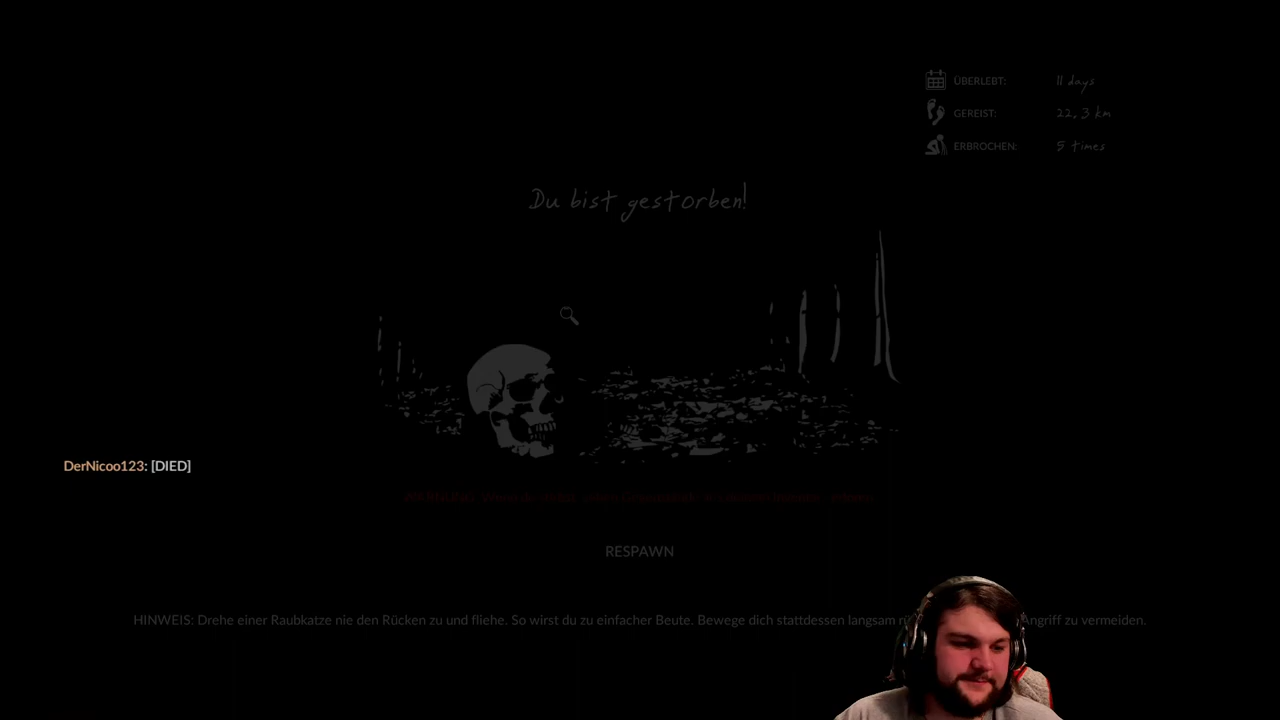 ÜBERLEBT: 11 days
GEREIST: 22,3 km
ERBROCHEN: 5 times
Du bist gestorben!
DerNicoo123: [DIED]
RESPAWN
HINWEIS: Drehe einer Raubkatze nie den Rücken zu und fliehe. So wirst du zu einfacher Beute. Bewege dich stattdessen langsam Angriff zu vermeiden.